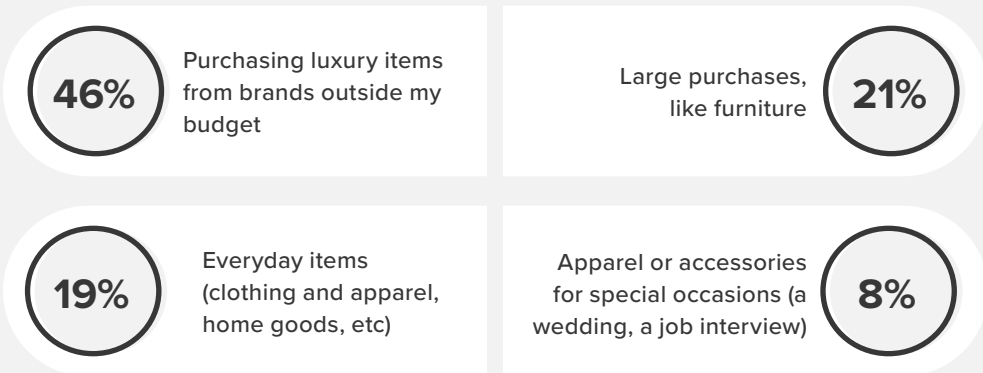 46%
Purchasing luxury items
from brands outside my
budget
Large purchases,
like furniture
21%
19%
Everyday items
(clothing and apparel,
home goods, etc)
Apparel or accessories
for special occasions (a
wedding, a job interview)
8%